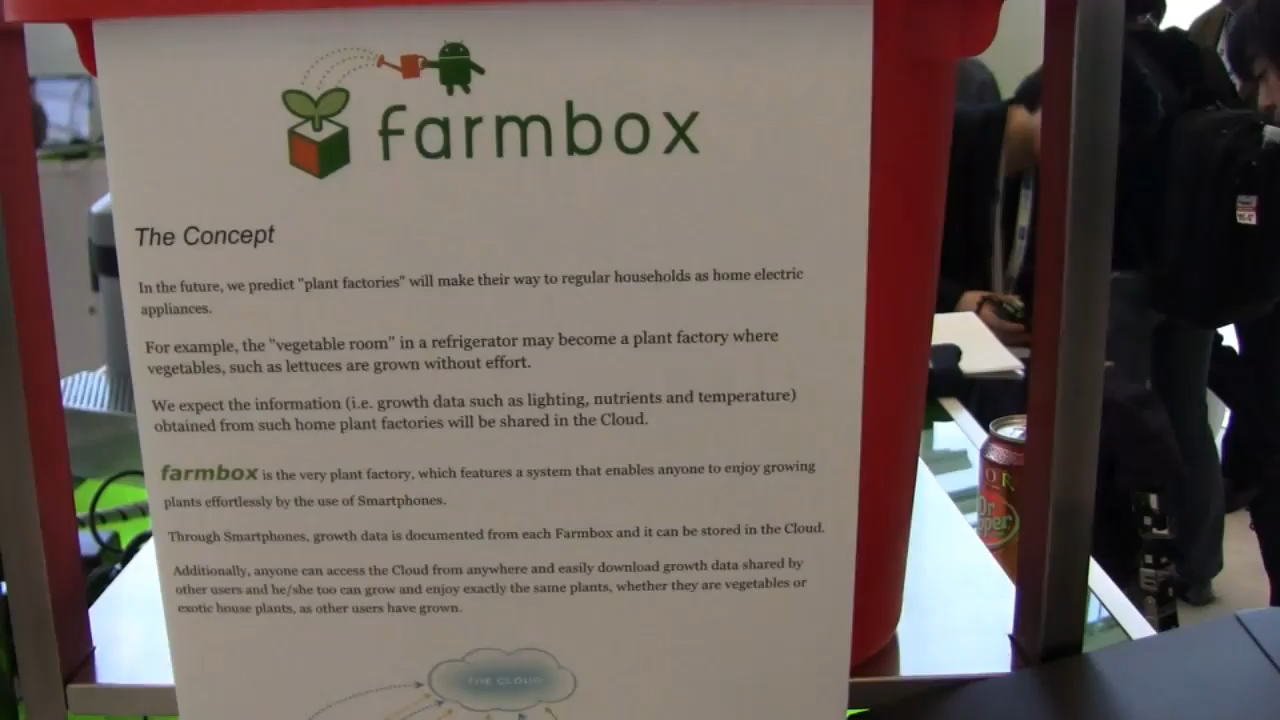 farmbox
The Concept
In the future, we predict "plant factories" will make their way to regular households as home electric
appliances.
For example, the "vegetable room" in a refrigerator may become a plant factory where
vegetables, such as lettuces are grown without effort.
We expect the information (i.e. growth data such as lighting, nutrients and temperature)
obtained from such home plant factories will be shared in the Cloud.
farmbox is the very plant factory, which features a system that enables anyone to enjoy growing
plants effortlessly by the use of Smartphones.
Through Smartphones, growth data is documented from each Farmbox and it can be stored in the Cloud.
Additionally, anyone can access the Cloud from anywhere and easily download growth data shared by
other users and he/she too can grow and enjoy exactly the same plants, whether they are vegetables or
exotic house plants, as other users have grown.
THE CLOUD
Dr